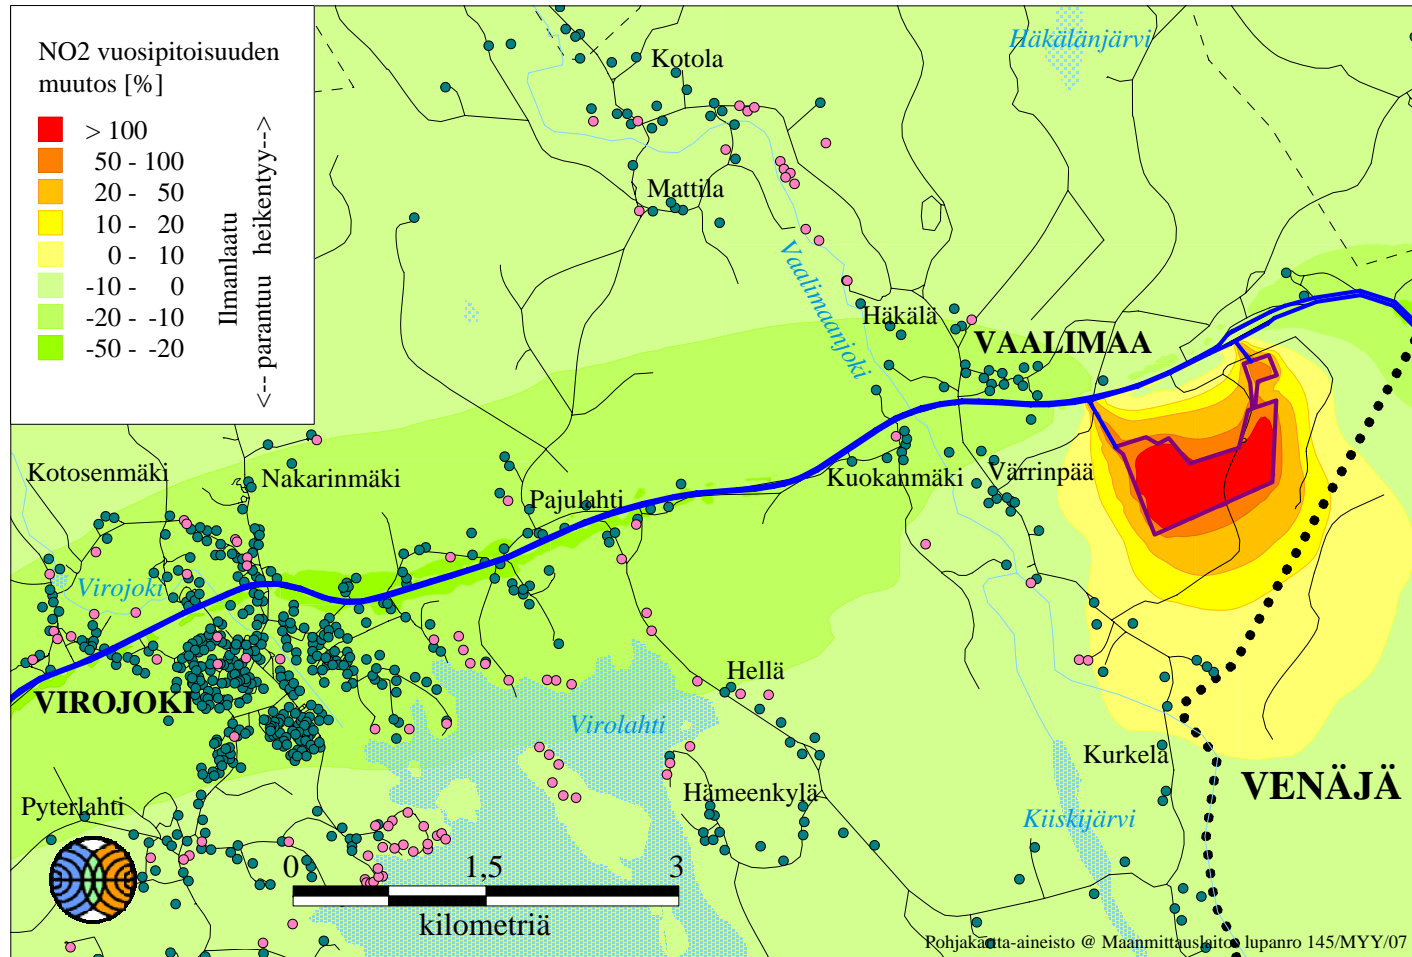 NO2 vuosipitoisuuden
muutos [%]
> 100
50 - 100
20 - 50
10 - 20
0 - 10
-10 - 0
-20 - -10
-50 - -20
Ilmanlaatu
<-- parantuu heikentyy-->
Kotola
Häkälänjärvi
Mattila
Vaalimaanjoki
Häkälä
VAALIMAA
Kotosenmäki
Nakarinmäki
Pajulahti
Kuokanmäki
Värrinpää
Virojoki
VIROJOKI
Hellä
Virolahti
Kurkela
VENÄJÄ
Hämeenkylä
Pyterlahti
Kiiskijärvi
0 1,5 3
kilometriä
Pohjakartta-aineisto @ Maanmittauslaitos lupanro 145/MYY/07